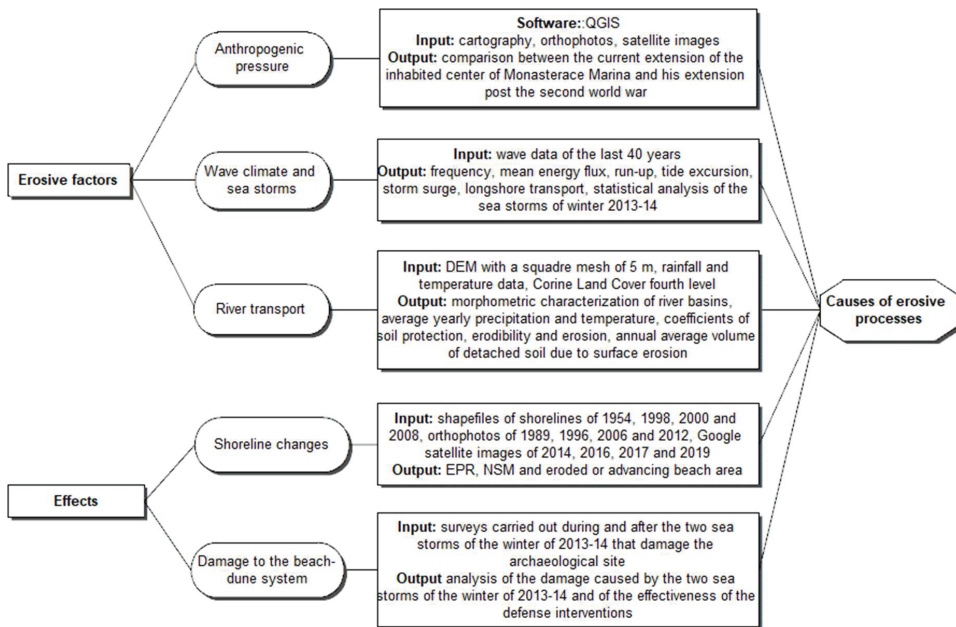 Software::QGIS
Input: cartography, orthophotos, satellite images
Output: comparison between the current extension of the
inhabited center of Monasterace Marina and his extension
post the second world war
Anthropogenic
pressure
Input: wave data of the last 40 years
Output: frequency, mean energy flux, run-up, tide excursion,
storm surge, longshore transport, statistical analysis of the
sea storms of winter 2013-14
Wave climate and
sea storms
Erosive factors
Input: DEM with a squadre mesh of 5 m, rainfall and
temperature data, Corine Land Cover fourth level
Output: morphometric characterization of river basins,
average yearly precipitation and temperature, coefficients of
soil protection, erodibility and erosion, annual average volume
of detached soil due to surface erosion
River transport
Causes of erosive
processes
Input: shapefiles of shorelines of 1954, 1998, 2000 and
2008, orthophotos of 1989, 1996, 2006 and 2012, Google
satellite images of 2014, 2016, 2017 and 2019
Output: EPR, NSM and eroded or advancing beach area
Shoreline changes
Effects
Input: surveys carried out during and after the two sea
storms of the winter of 2013-14 that damage the
archaeological site
Output analysis of the damage caused by the two sea
storms of the winter of 2013-14 and of the effectiveness of the
defense interventions
Damage to the beach-
dune system